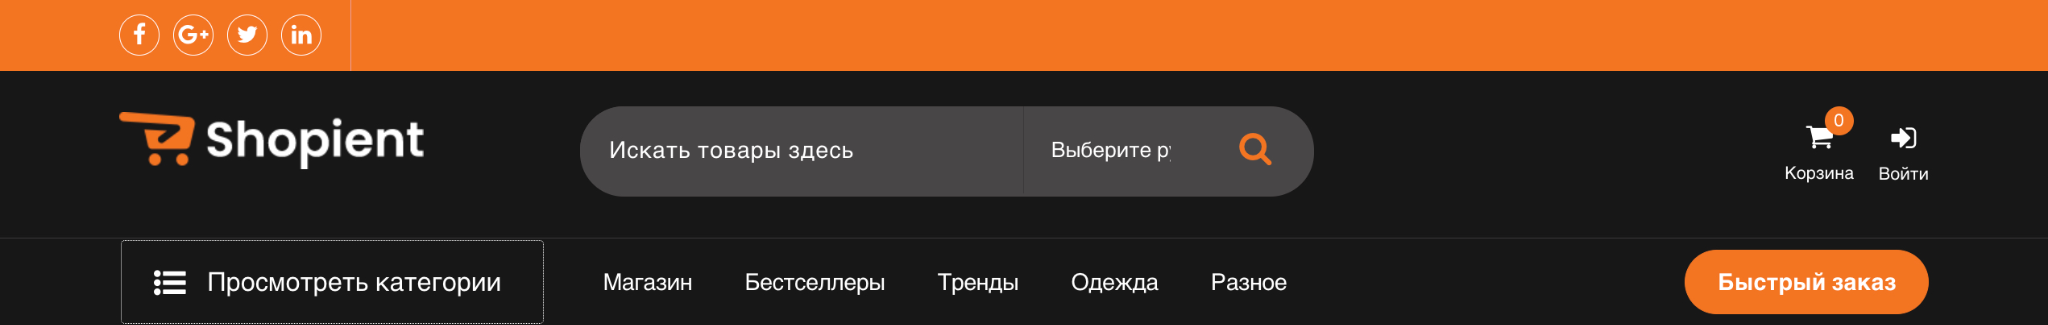 Shopient
Искать товары здесь
Выберите
0
Корзина
Войти
Просмотреть категории
Магазин Бестселлеры Тренды Одежда Разное
Быстрый заказ